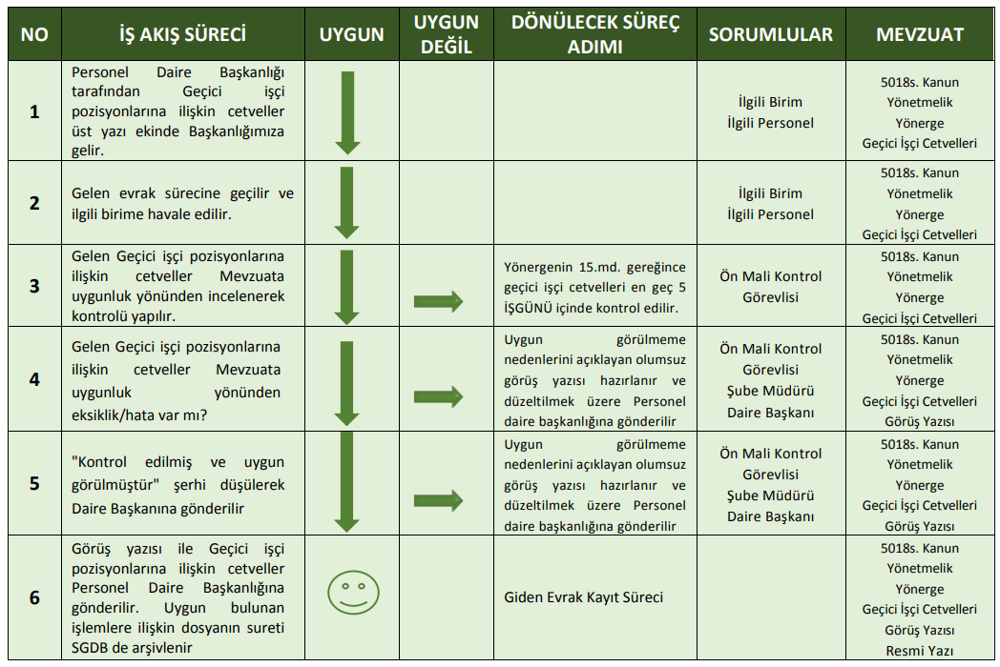 NO
İŞ AKIŞ SÜRECİ
UYGUN
UYGUN
DEĞİL
DÖNÜLECEK SÜREÇ
ADIMI
SORUMLULAR
MEVZUAT
1
Personel Daire Başkanlığı
tarafından Geçici işçi
pozisyonlarına ilişkin cetveller
üst yazı ekinde Başkanlığımıza
gelir.
İlgili Birim
İlgili Personel
5018s. Kanun
Yönetmelik
Yönerge
Geçici İşçi Cetvelleri
2
Gelen evrak sürecine geçilir ve
ilgili birime havale edilir.
İlgili Birim
İlgili Personel
5018s. Kanun
Yönetmelik
Yönerge
Geçici İşçi Cetvelleri
3
Gelen Geçici işçi pozisyonlarına
ilişkin cetveller Mevzuata
uygunluk yönünden incelenerek
kontrolü yapılır.
Yönergenin 15.md. gereğince
geçici işçi cetvelleri en geç 5
İŞGÜNÜ içinde kontrol edilir.
Ön Mali Kontrol
Görevlisi
5018s. Kanun
Yönetmelik
Yönerge
Geçici İşçi Cetvelleri
4
Gelen Geçici işçi pozisyonlarına
ilişkin cetveller Mevzuata
uygunluk yönünden
eksiklik/hata var mı?
Uygun görülmeme
nedenlerini açıklayan olumsuz
görüş yazısı hazırlanır ve
düzeltilmek üzere Personel
daire başkanlığına gönderilir
Ön Mali Kontrol
Görevlisi
Şube Müdürü
Daire Başkanı
5018s. Kanun
Yönetmelik
Yönerge
Geçici İşçi Cetvelleri
Görüş Yazısı
5
"Kontrol edilmiş ve uygun
görülmüştür" şerhi düşülerek
Daire Başkanına gönderilir
Uygun görülmeme
nedenlerini açıklayan olumsuz
görüş yazısı hazırlanır ve
düzeltilmek üzere Personel
daire başkanlığına gönderilir
Ön Mali Kontrol
Görevlisi
Şube Müdürü
Daire Başkanı
5018s. Kanun
Yönetmelik
Yönerge
Geçici İşçi Cetvelleri
Görüş Yazısı
6
Görüş yazısı ile Geçici işçi
pozisyonlarına ilişkin cetveller
Personel Daire Başkanlığına
gönderilir. Uygun bulunan
işlemlere ilişkin dosyanın sureti
SGDB de arşivlenir
Giden Evrak Kayıt Süreci
5018s. Kanun
Yönetmelik
Yönerge
Geçici İşçi Cetvelleri
Görüş Yazısı
Resmi Yazı